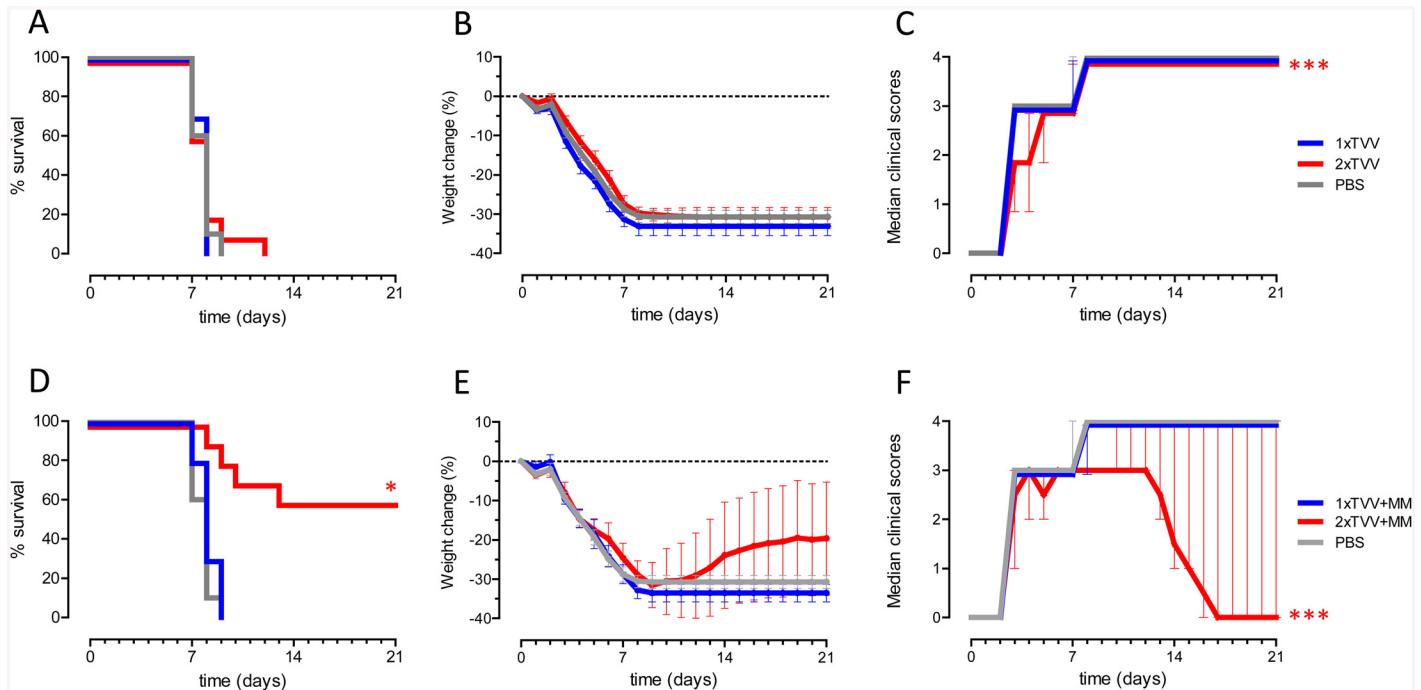 A
B
C
100
80
60
40
20
0
% survival
0
7
14
21
time (days)
10
0
-10
-20
-30
-40
Weight change (%)
0
7
14
21
time (days)
4
3
2
1
0
Median clinical scores
0
7
14
21
time (days)
***
1xTVV
2xTVV
PBS
D
E
F
100
80
60
40
20
0
% survival
*
0
7
14
21
time (days)
10
0
-10
-20
-30
-40
Weight change (%)
0
7
14
21
time (days)
4
3
2
1
0
Median clinical scores
0
7
14
21
time (days)
***
1xTVV+MM
2xTVV+MM
PBS